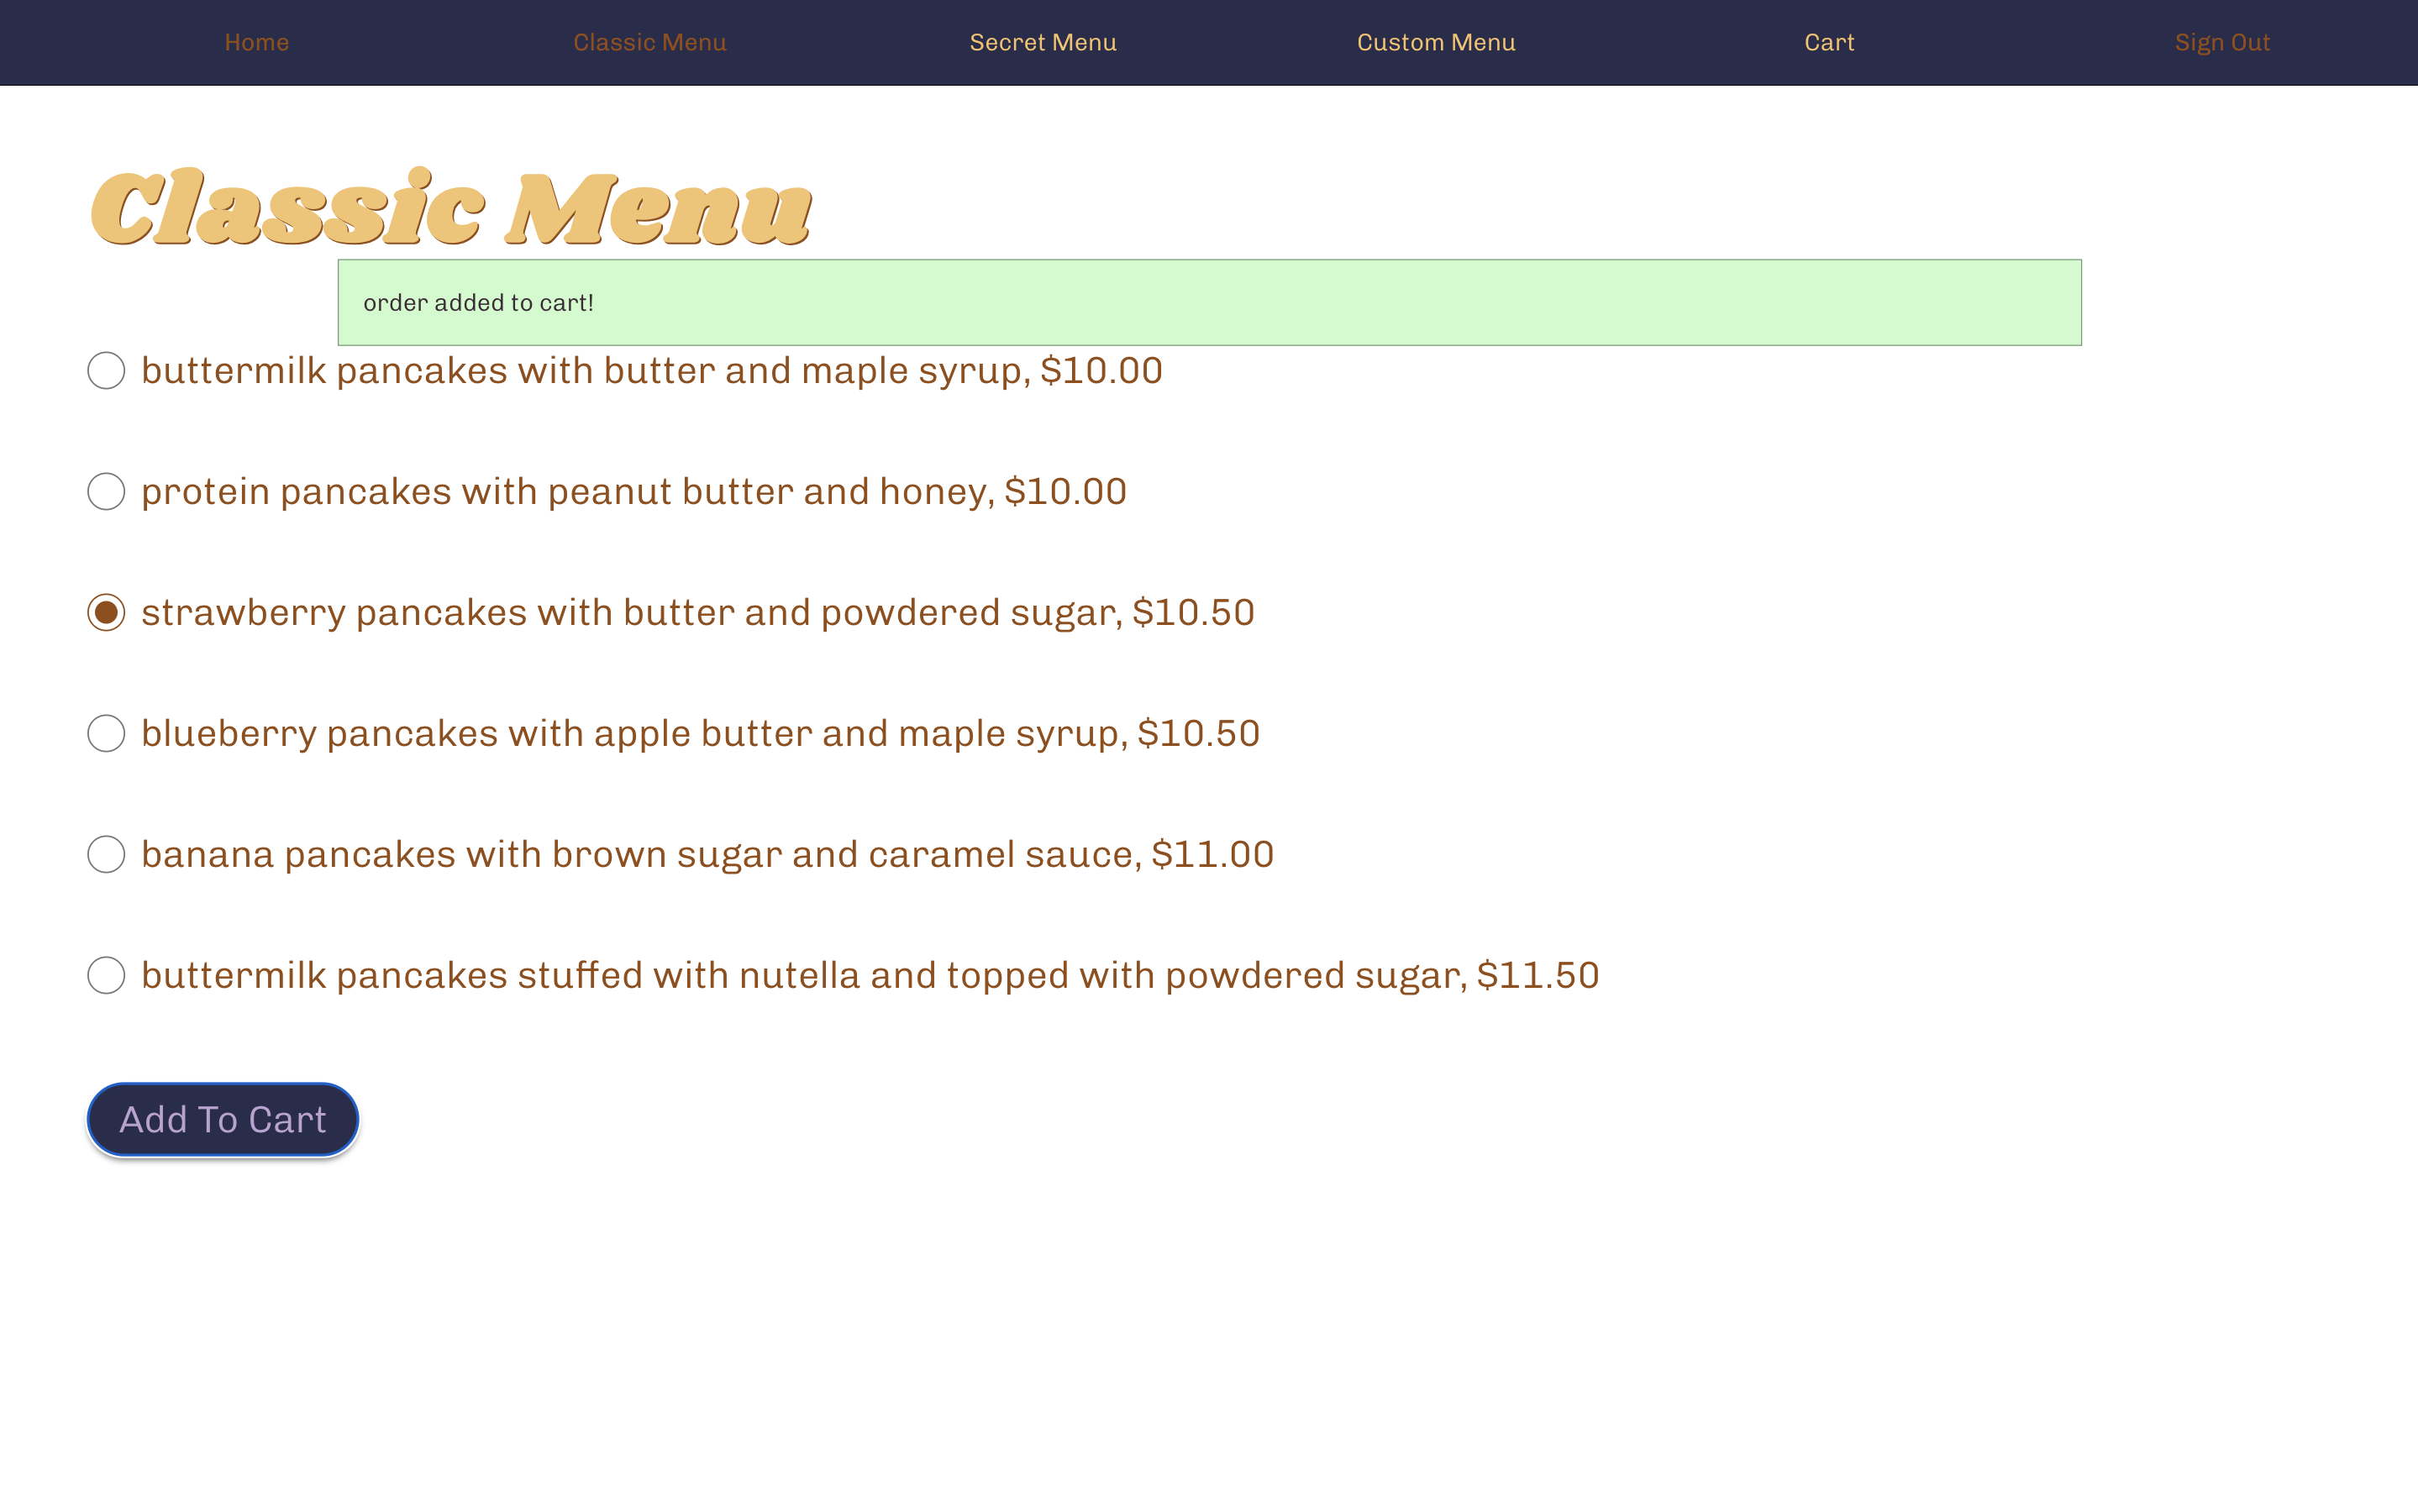 Home Classic Menu Secret Menu Custom Menu Cart Sign Out
Classic Menu
order added to cart!
buttermilk pancakes with butter and maple syrup, $10.00
protein pancakes with peanut butter and honey, $10.00
strawberry pancakes with butter and powdered sugar, $10.50
blueberry pancakes with apple butter and maple syrup, $10.50
banana pancakes with brown sugar and caramel sauce, $11.00
buttermilk pancakes stuffed with nutella and topped with powdered sugar, $11.50
Add To Cart